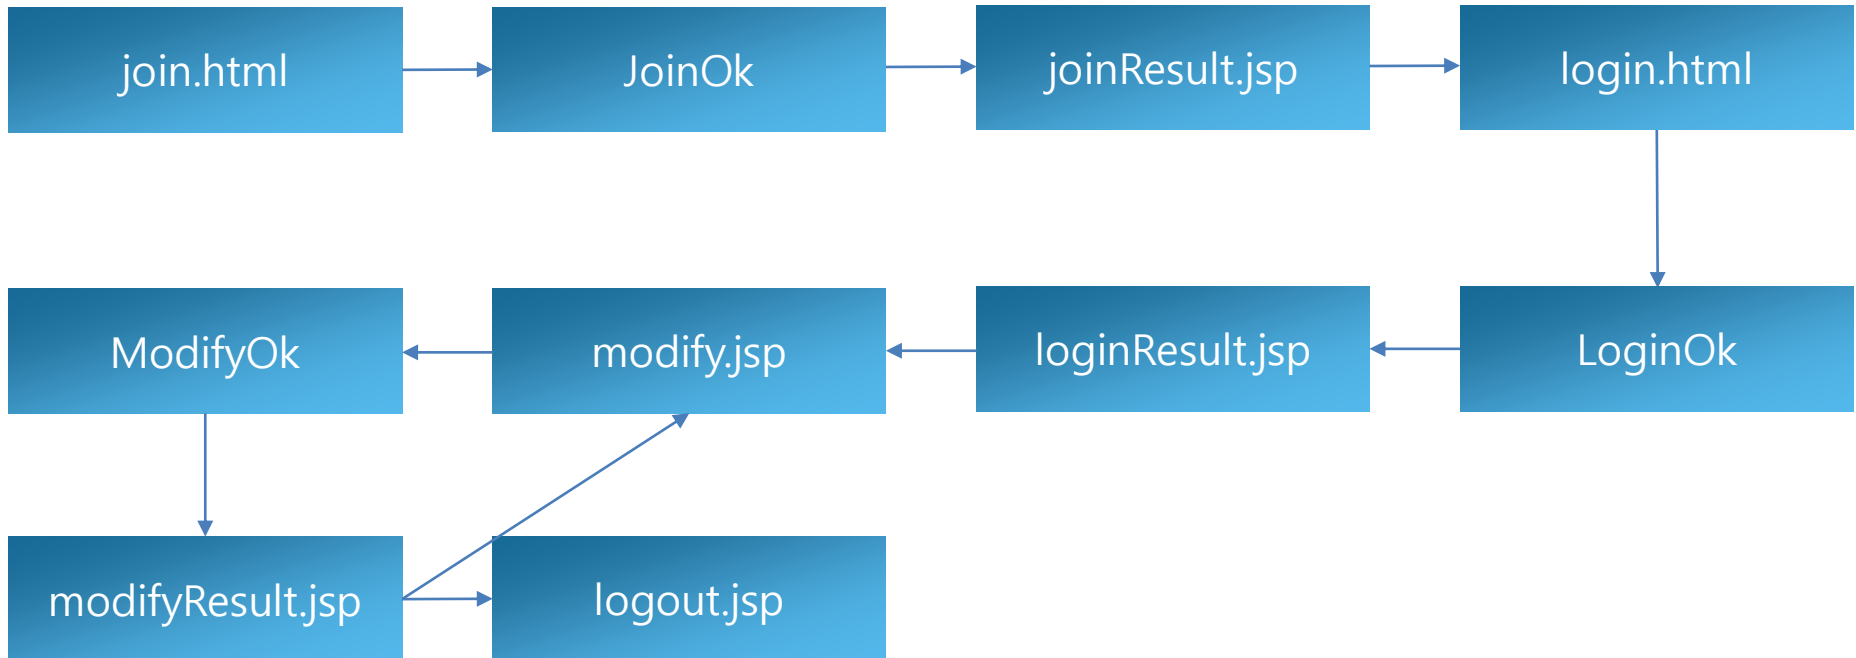 join.html
JoinOk
joinResult.jsp
login.html
ModifyOk
modify.jsp
loginResult.jsp
LoginOk
modifyResult.jsp
logout.jsp